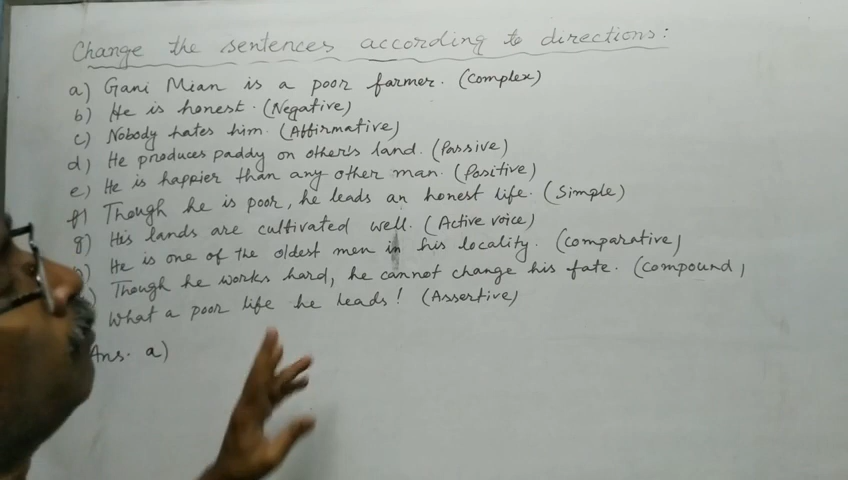 Change the sentences according to directions:
a) Gani Mian is a poor farmer. (Complex)
b) He is honest. (Negative)
c) Nobody hates him. (Affirmative)
d) He produces paddy on other's land. (Passive)
e) He is happier than any other man. (Positive)
f) Though he is poor, he leads an honest life. (Simple)
g) His lands are cultivated well. (Active voice)
) He is one of the oldest men in his locality. (Comparative)
) Though he works hard, he cannot change his fate. (Compound)
What a poor life he leads! (Assertive)
Ans. a)